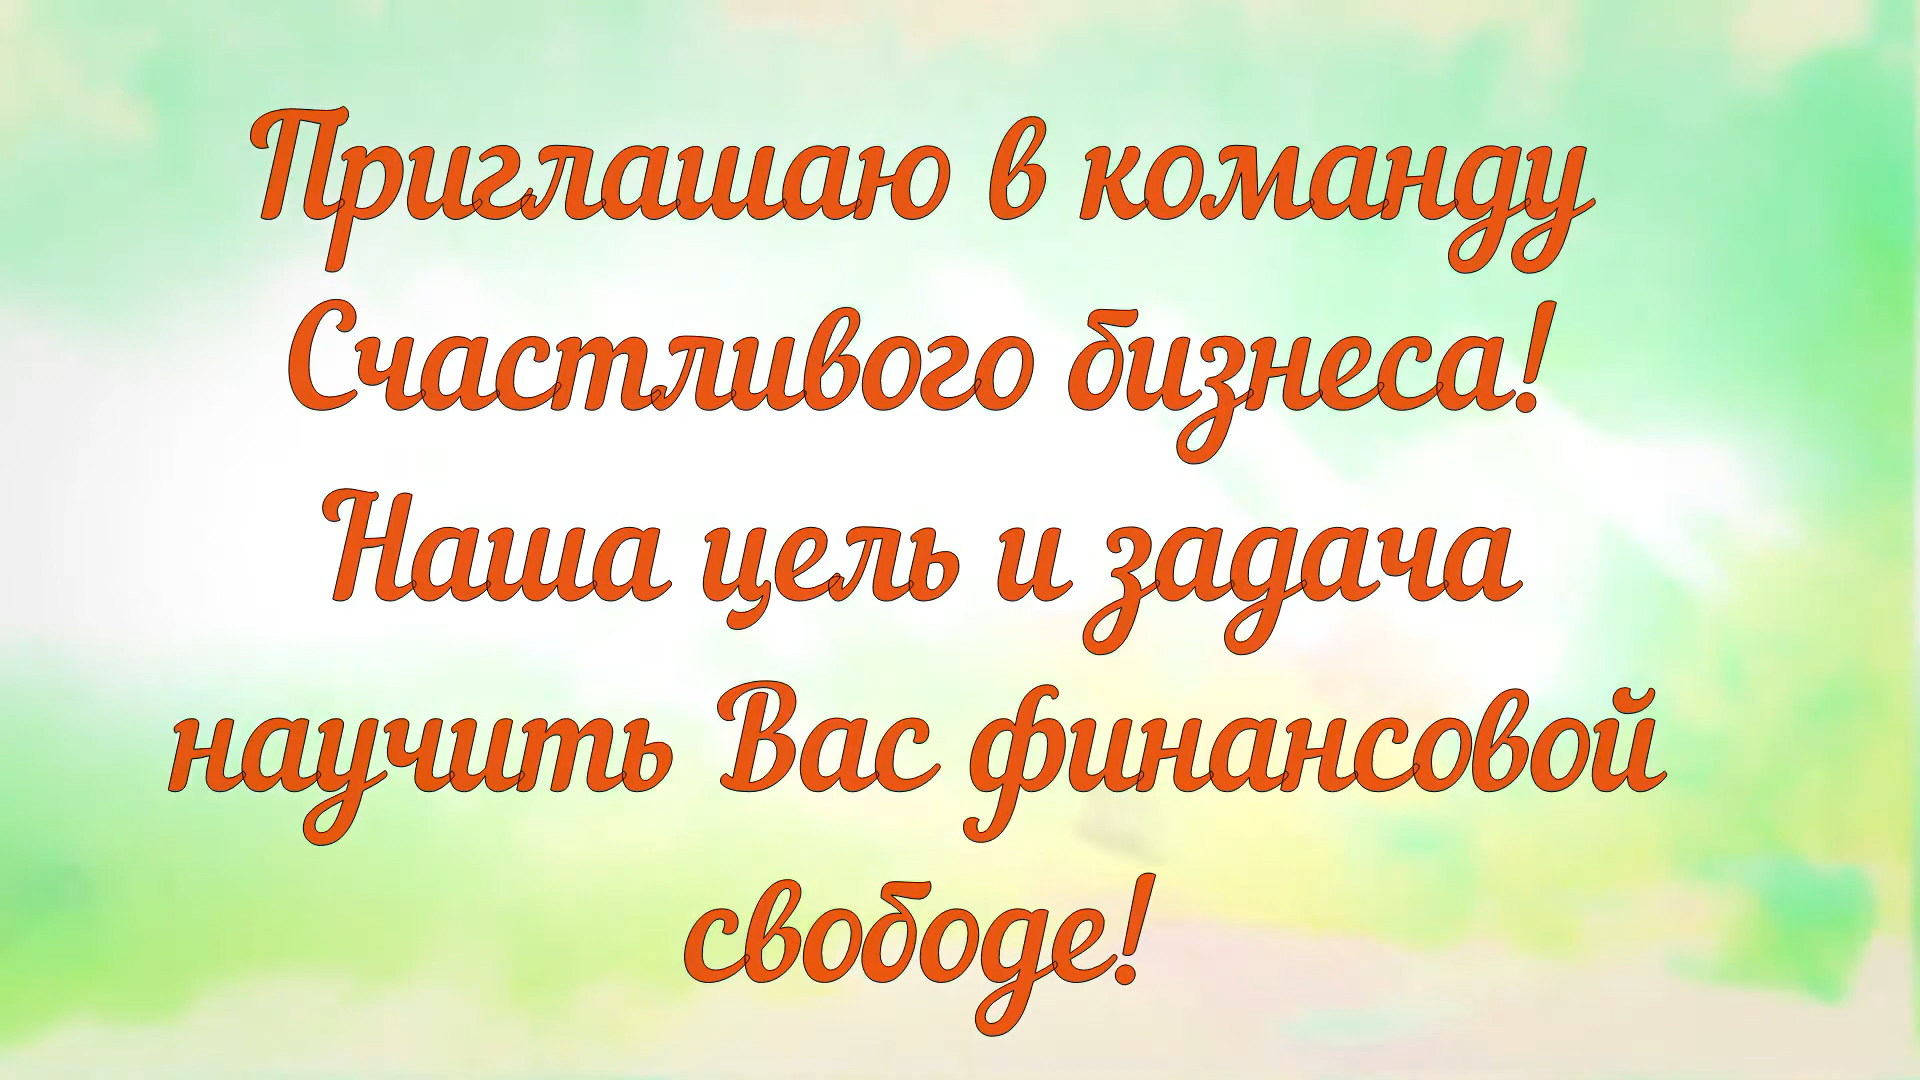 Приглашаю в команду
Счастливого бизнеса!
Наша цель и задача
научить Вас финансовой
свободе!